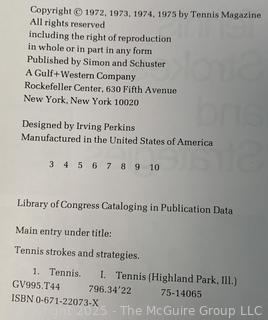 Copyright © 1972, 1973, 1974, 1975 by Tennis Magazine
All rights reserved
including the right of reproduction
in whole or in part in any form
Published by Simon and Schuster
A Gulf+Western Company
Rockefeller Center, 630 Fifth Avenue
New York, New York 10020
Designed by Irving Perkins
Manufactured in the United States of America
3 4 5 6 7 8 9 10
Library of Congress Cataloging in Publication Data
Main entry under title:
Tennis strokes and strategies.
1. Tennis. I. Tennis (Highland Park, Ill.)
GV995.T44 796.34'22 75-14065
ISBN 0-671-22073-X
Copyright 2025 - The McGuire Group LLC